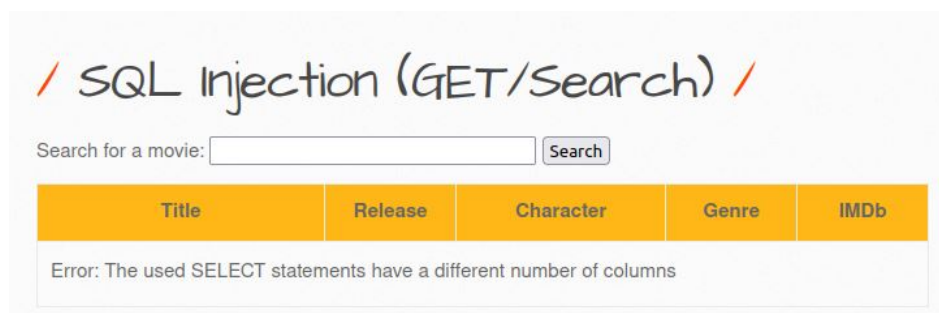 / SQL Injection (GET/Search) /
Search for a movie: Search
Title Release Character Genre IMDb
Error: The used SELECT statements have a different number of columns